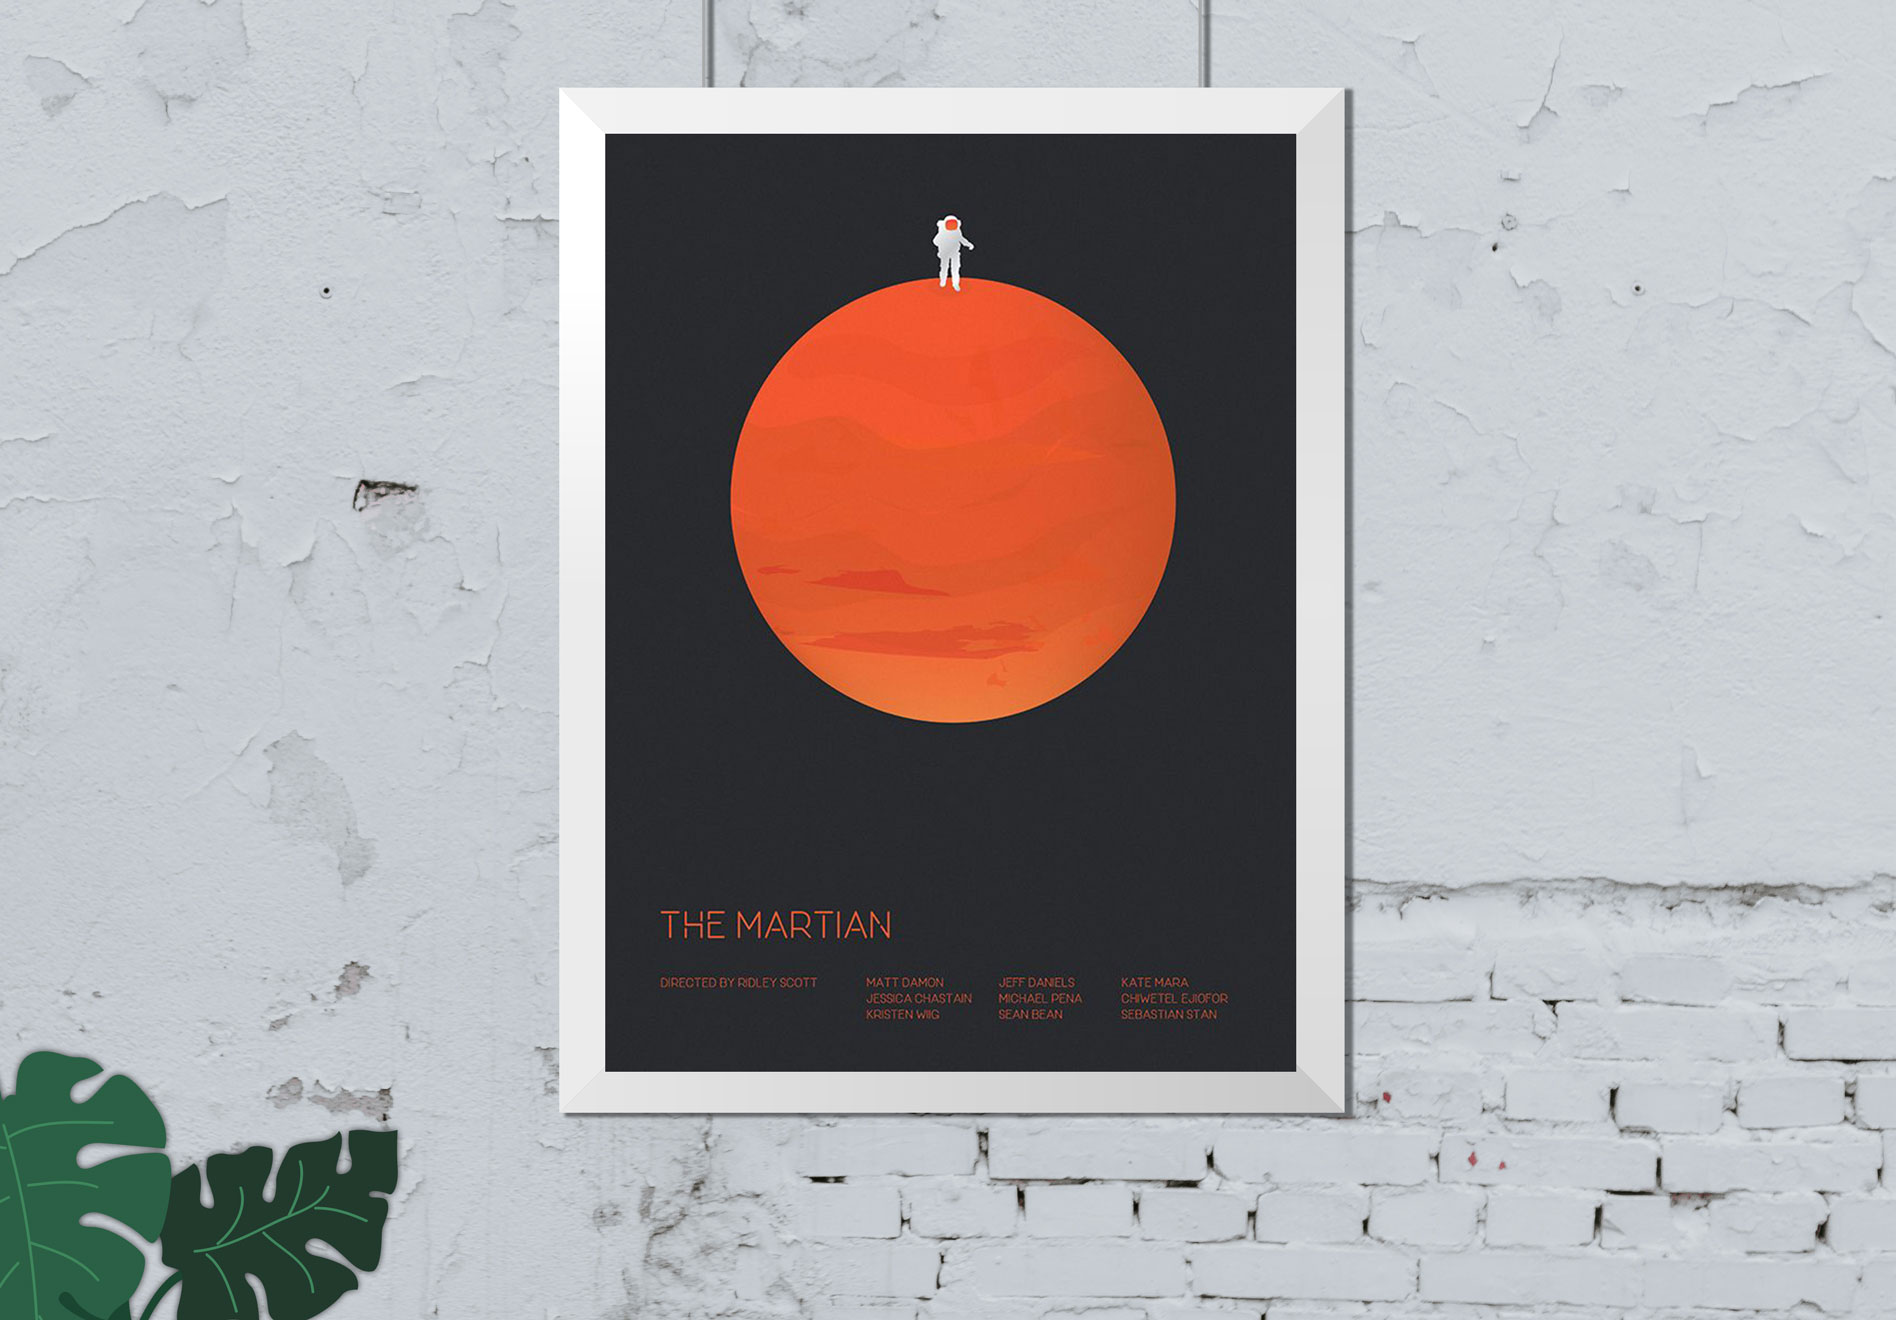 THE MARTIAN
DIRECTED BY RIDLEY SCOTT
MATT DAMON
JESSICA CHASTAIN
KRISTEN WIIG
JEFF DANIELS
MICHAEL PENA
SEAN BEAN
KATE MARA
CHIWETEL EJIOFOR
SEBASTIAN STAN